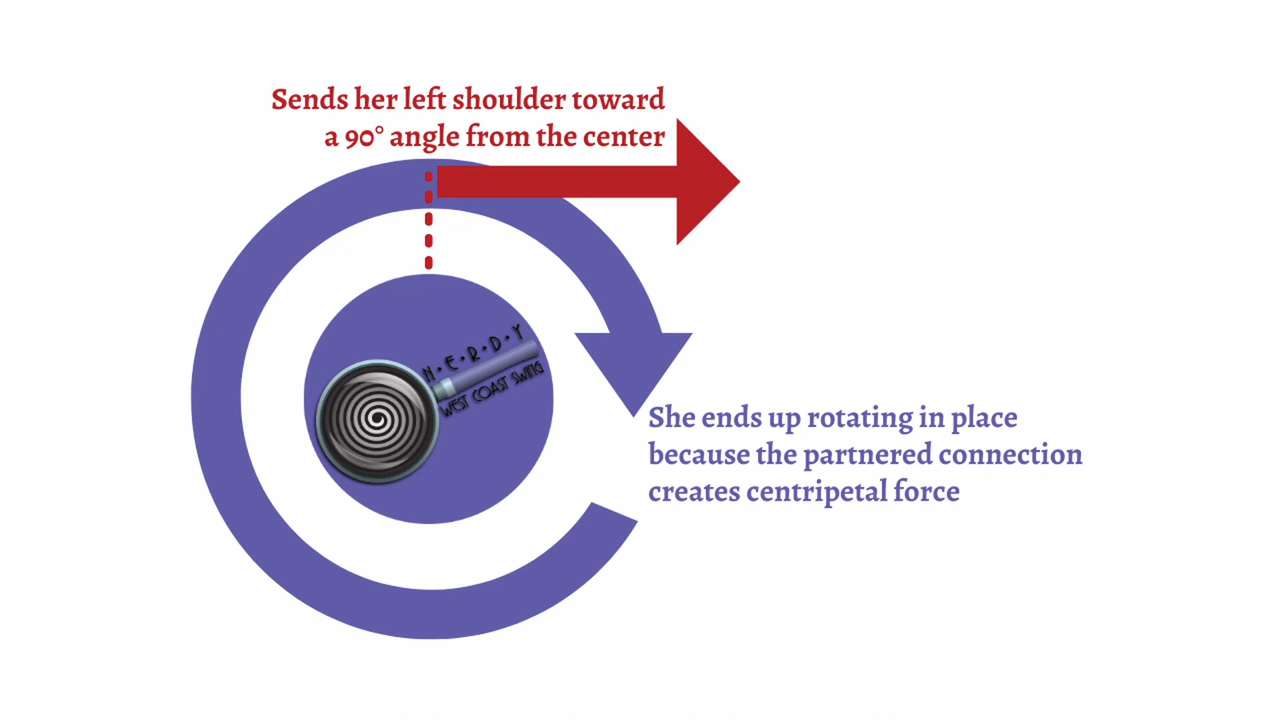 Sends her left shoulder toward
a 90° angle from the center
N·E·R·D·Y
WEST COAST SWING
She ends up rotating in place
because the partnered connection
creates centripetal force